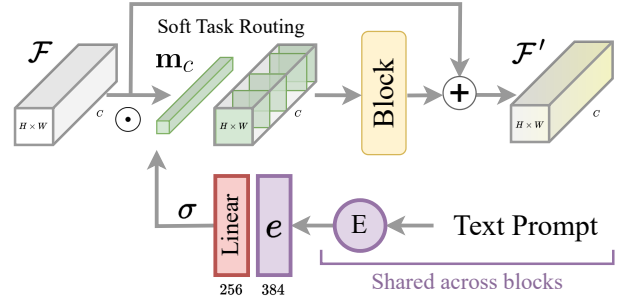 Soft Task Routing
𝓕
m_c
𝓕′
H × W
C
⊙
H × W
Block
+
H × W
C
σ
Linear
e
E
Text Prompt
256
384
Shared across blocks